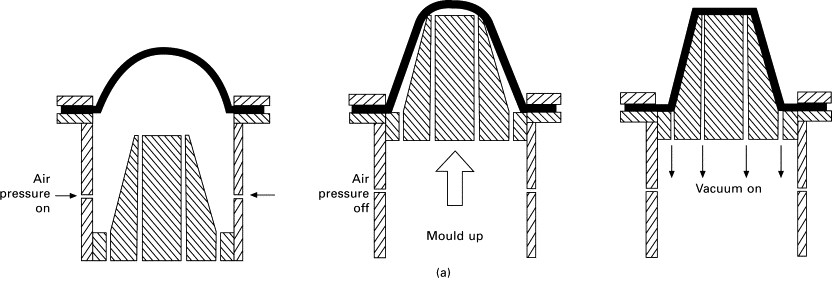 Air
pressure
on
Air
pressure
off
Mould up
Vacuum on
(a)